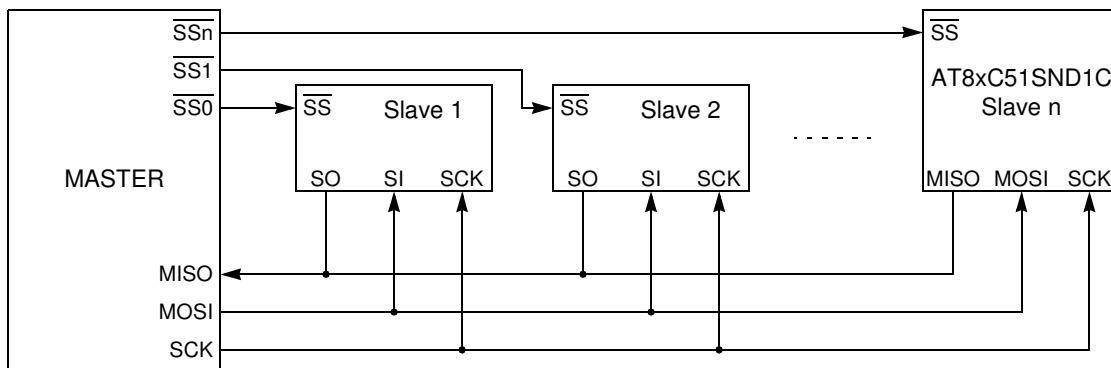 SSn
SS
SS1
AT8xC51SND1C
SS0
SS
Slave 1
SS
Slave 2
Slave n
MASTER
SO
SI
SCK
SO
SI
SCK
MISO
MOSI
SCK
MISO
MOSI
SCK